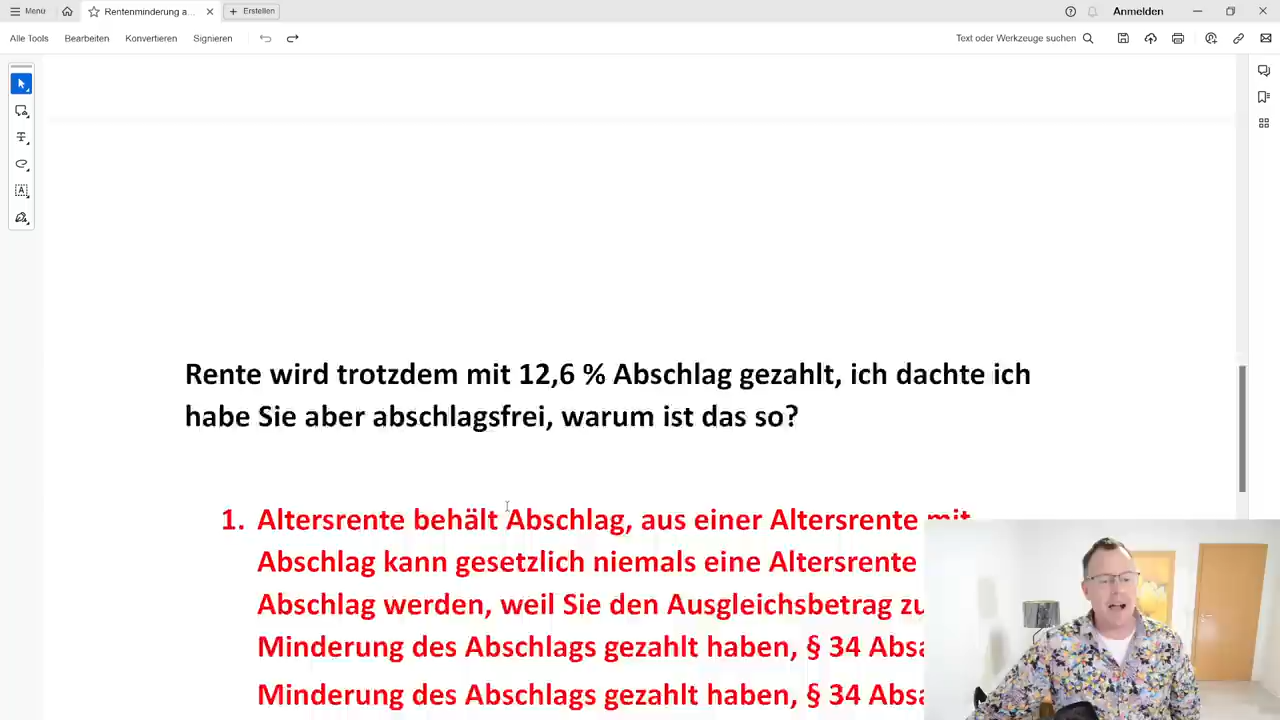 Menü
Rentenminderung a...
Erstellen
Anmelden
Alle Tools
Bearbeiten
Konvertieren
Signieren
Text oder Werkzeuge suchen
Rente wird trotzdem mit 12,6 % Abschlag gezahlt, ich dachte ich
habe Sie aber abschlagsfrei, warum ist das so?
1. Altersrente behält Abschlag, aus einer Altersrente mit
Abschlag kann gesetzlich niemals eine Altersrente
Abschlag werden, weil Sie den Ausgleichsbetrag zu
Minderung des Abschlags gezahlt haben, § 34
Minderung des Abschlags gezahlt haben, § 34